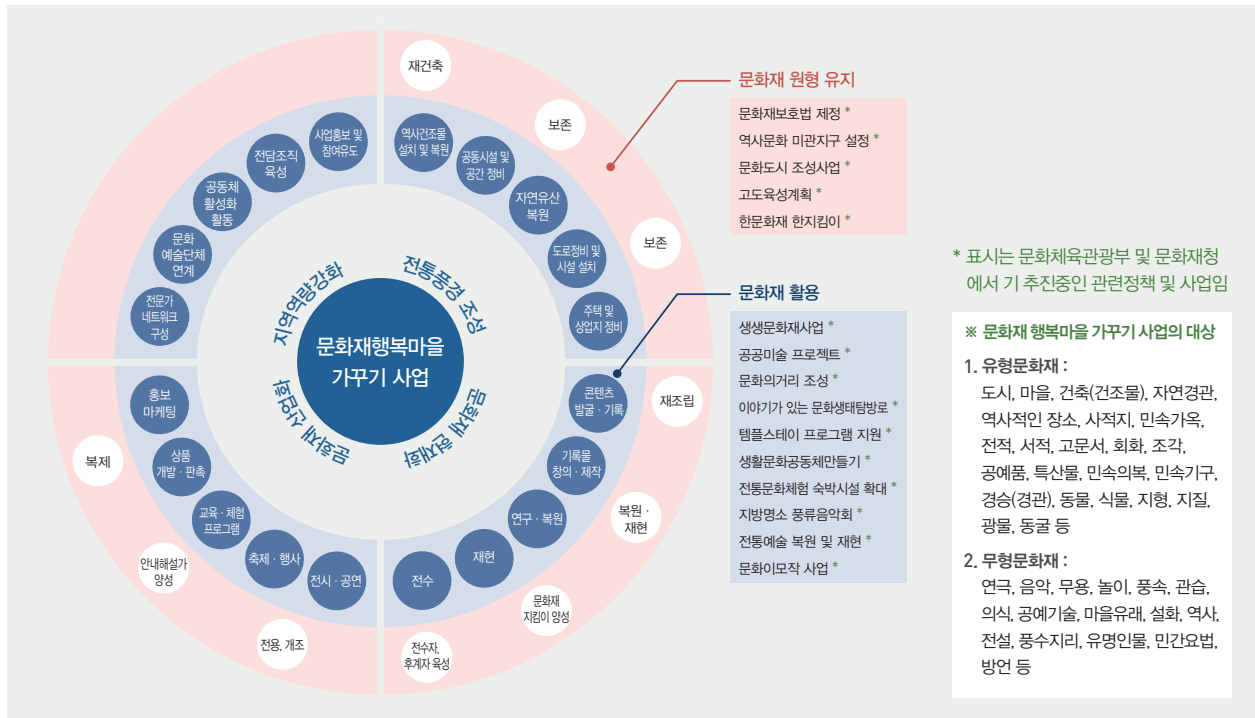 재건축
보존
보존
재조립
복원 ·
재현
문화재
지킴이 양성
전수자,
후계자 육성
전용, 개조
안내해설가
양성
복제
사업홍보 및
참여유도
전담조직
육성
공동체
활성화
활동
문화
예술단체
연계
전문가
네트워크
구성
역사건조물
설치 및 복원
공동시설 및
공간 정비
자연유산
복원
도로정비 및
시설 설치
주택 및
상업지 정비
콘텐츠
발굴 · 기록
기록물
창의 · 제작
연구 · 복원
재현
전수
전시 · 공연
축제 · 행사
교육 · 체험
프로그램
상품
개발 · 판촉
홍보
마케팅
지역역량강화
전통풍경 조성
문화재 현재화
문화재 산업화
문화재행복마을
가꾸기 사업
문화재 원형 유지
문화재보호법 제정 *
역사문화 미관지구 설정 *
문화도시 조성사업 *
고도육성계획 *
한문화재 한지킴이 *
문화재 활용
생생문화재사업 *
공공미술 프로젝트 *
문화의거리 조성 *
이야기가 있는 문화생태탐방로 *
템플스테이 프로그램 지원 *
생활문화공동체만들기 *
전통문화체험 숙박시설 확대 *
지방명소 풍류음악회 *
전통예술 복원 및 재현 *
문화이모작 사업 *
* 표시는 문화체육관광부 및 문화재청
에서 기 추진중인 관련정책 및 사업임
※ 문화재 행복마을 가꾸기 사업의 대상
1. 유형문화재 :
도시, 마을, 건축(건조물), 자연경관,
역사적인 장소, 사적지, 민속가옥,
전적, 서적, 고문서, 회화, 조각,
공예품, 특산물, 민속의복, 민속기구,
경승(경관), 동물, 식물, 지형, 지질,
광물, 동굴 등
2. 무형문화재 :
연극, 음악, 무용, 놀이, 풍속, 관습,
의식, 공예기술, 마을유래, 설화, 역사,
전설, 풍수지리, 유명인물, 민간요법,
방언 등